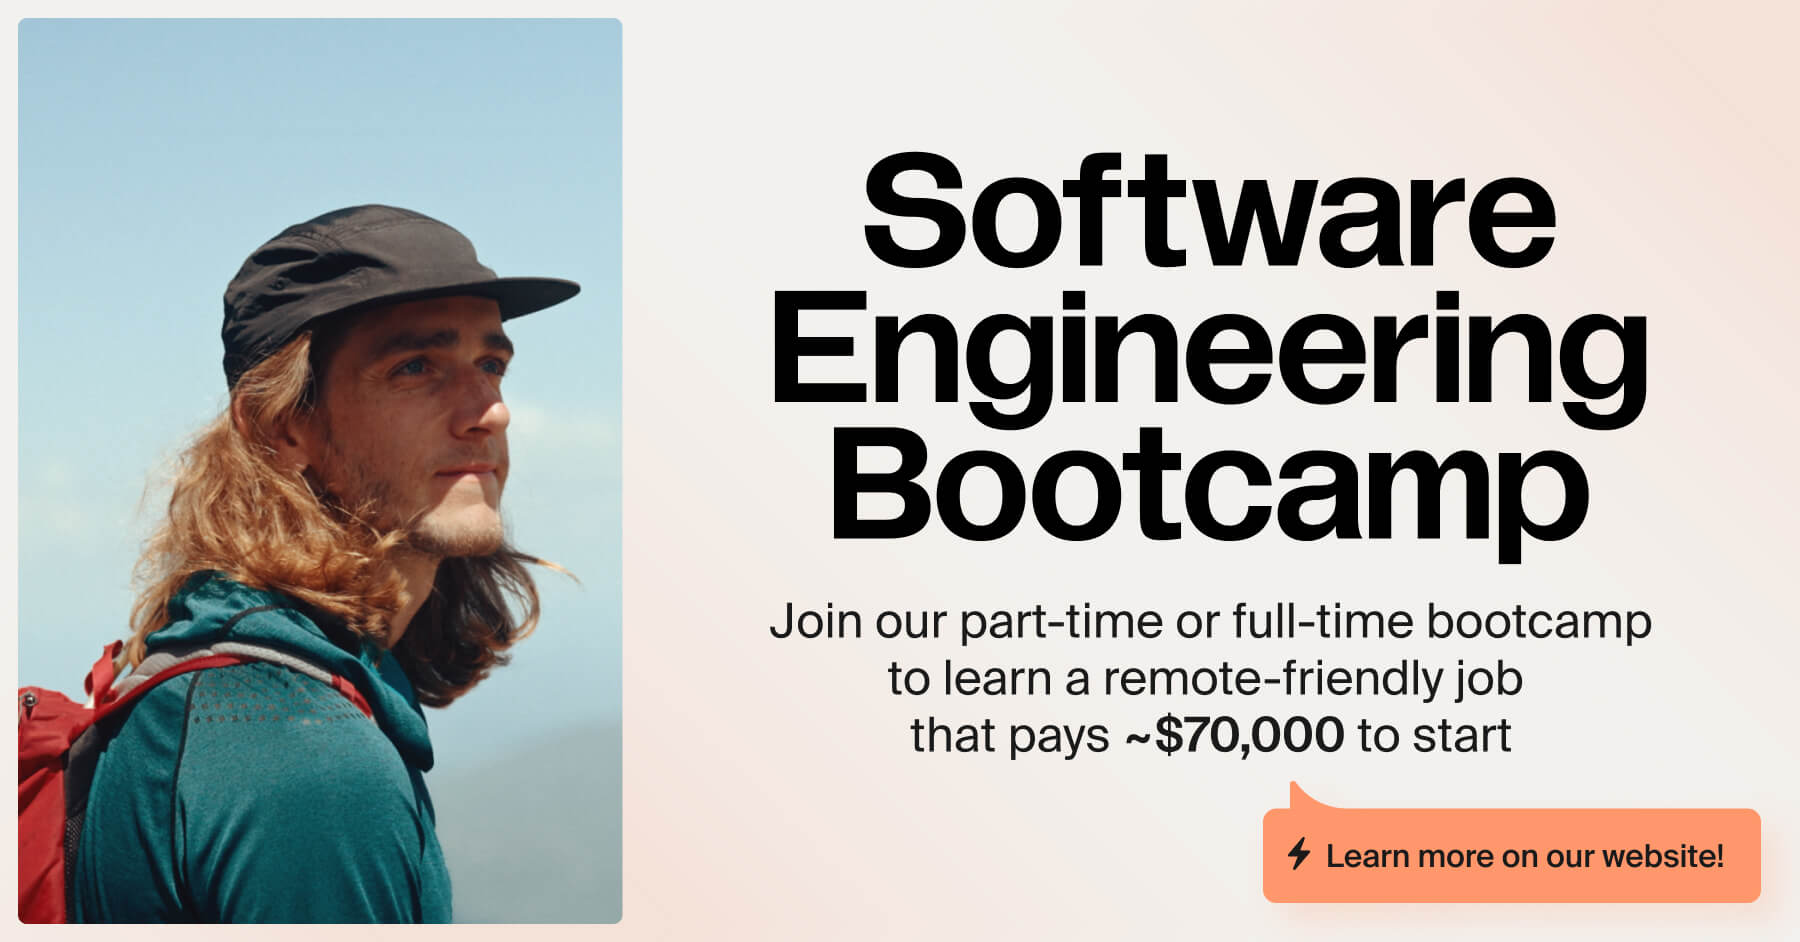 Software
Engineering
Bootcamp
Join our part-time or full-time bootcamp
to learn a remote-friendly job
that pays ~$70,000 to start
Learn more on our website!